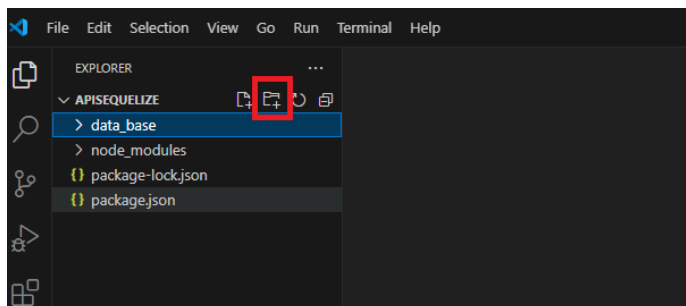 File Edit Selection View Go Run Terminal Help
EXPLORER
APISEQUELIZE
data_base
node_modules
{} package-lock.json
{} package.json